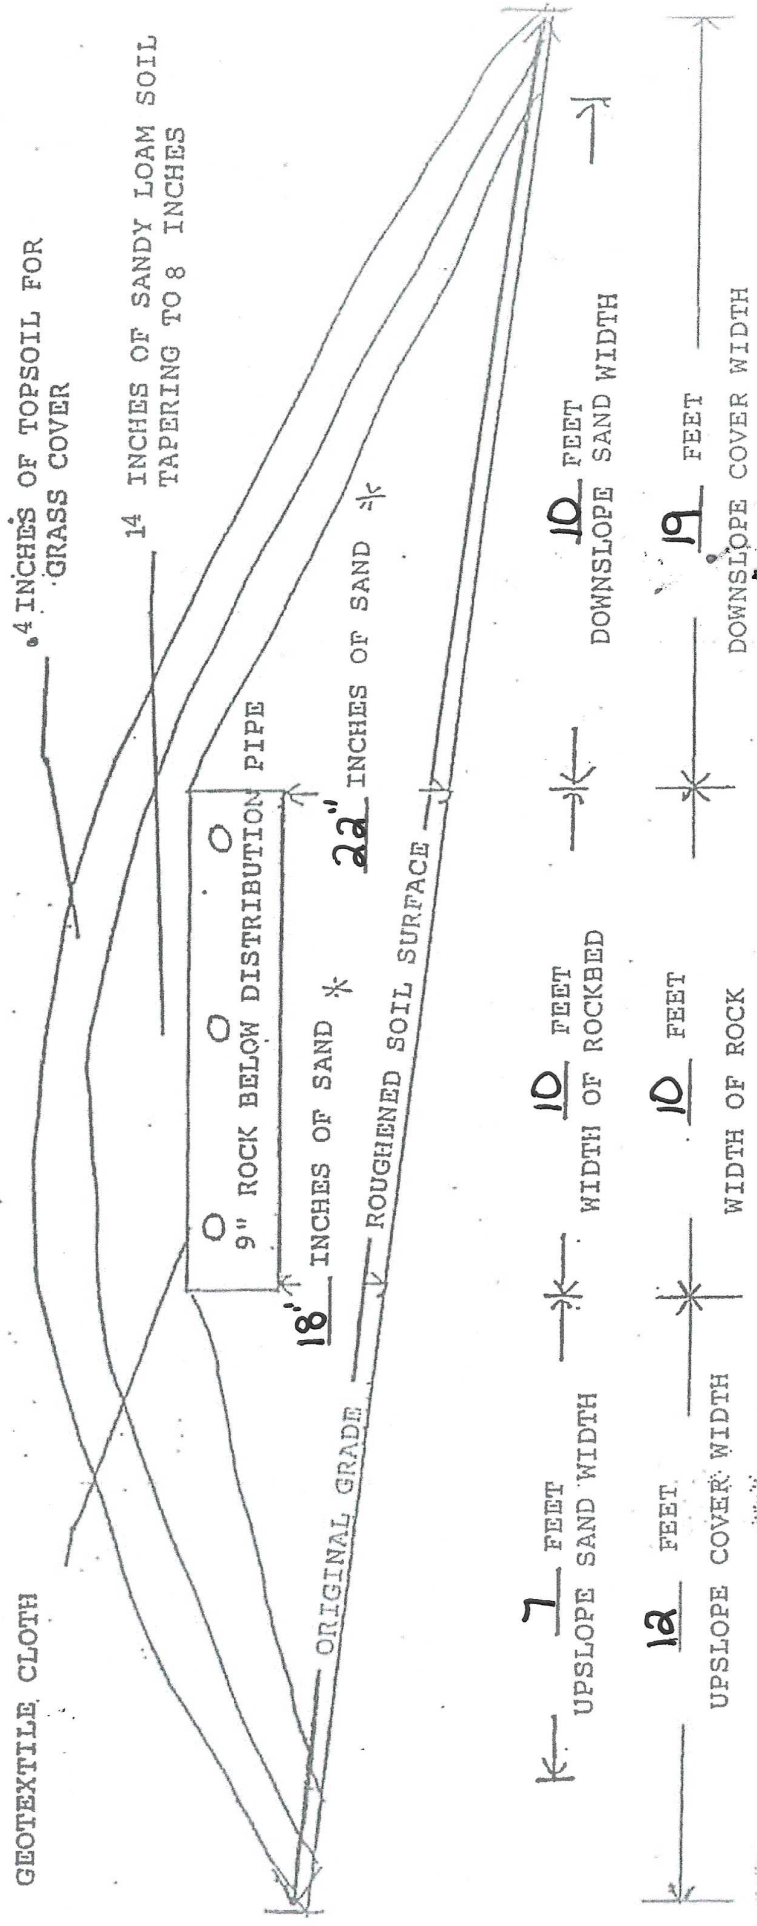 GEOTEXTILE CLOTH
4 INCHES OF TOPSOIL FOR
GRASS COVER
14 INCHES OF SANDY LOAM SOIL
TAPERING TO 8 INCHES
9" ROCK BELOW DISTRIBUTION PIPE
18" INCHES OF SAND *
22" INCHES OF SAND *
ORIGINAL GRADE
ROUGHENED SOIL SURFACE
7 FEET
UPSLOPE SAND WIDTH
10 FEET
WIDTH OF ROCKBED
10 FEET
DOWNSLOPE SAND WIDTH
12 FEET
UPSLOPE COVER WIDTH
10 FEET
WIDTH OF ROCK
19 FEET
DOWNSLOPE COVER WIDTH